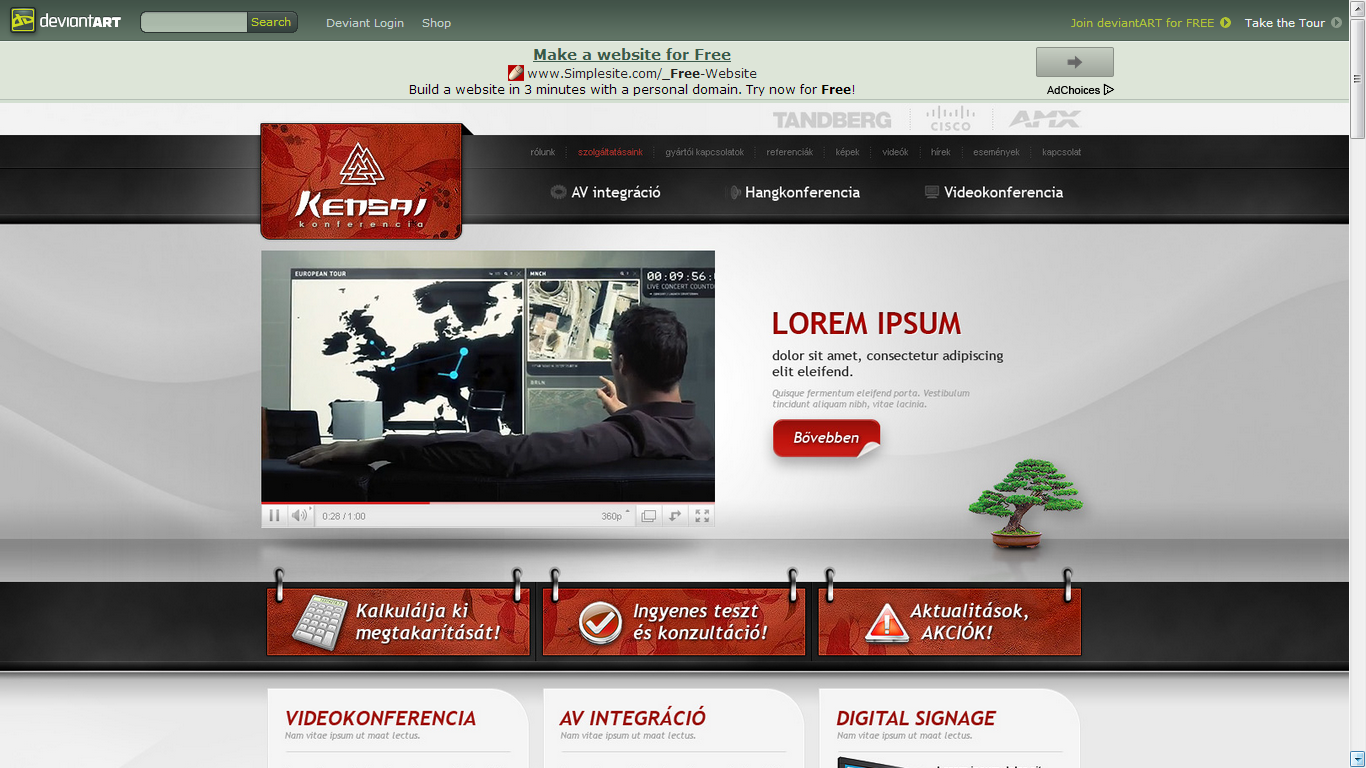 deviantART
Search
Deviant Login
Shop
Join deviantART for FREE
Take the Tour
Make a website for Free
www.Simplesite.com/_Free-Website
Build a website in 3 minutes with a personal domain. Try now for Free!
AdChoices
TANDBERG
CISCO
AMX
rólunk
szolgáltatásaink
gyártói kapcsolatok
referenciák
képek
videók
hírek
események
kapcsolat
Kensai
konferencia
AV integráció
Hangkonferencia
Videokonferencia
EUROPEAN TOUR
MNCH
00:09:56:
LIVE CONCERT COUNTDO
BRLN
0:28 / 1:00
360p
LOREM IPSUM
dolor sit amet, consectetur adipiscing
elit eleifend.
Quisque fermentum eleifend porta. Vestibulum
tincidunt aliquam nibh, vitae lacinia.
Bővebben
Kalkulálja ki
megtakarítását!
Ingyenes teszt
és konzultáció!
Aktualitások,
AKCIÓK!
VIDEOKONFERENCIA
Nam vitae ipsum ut maat lectus.
AV INTEGRÁCIÓ
Nam vitae ipsum ut maat lectus.
DIGITAL SIGNAGE
Nam vitae ipsum ut maat lectus.